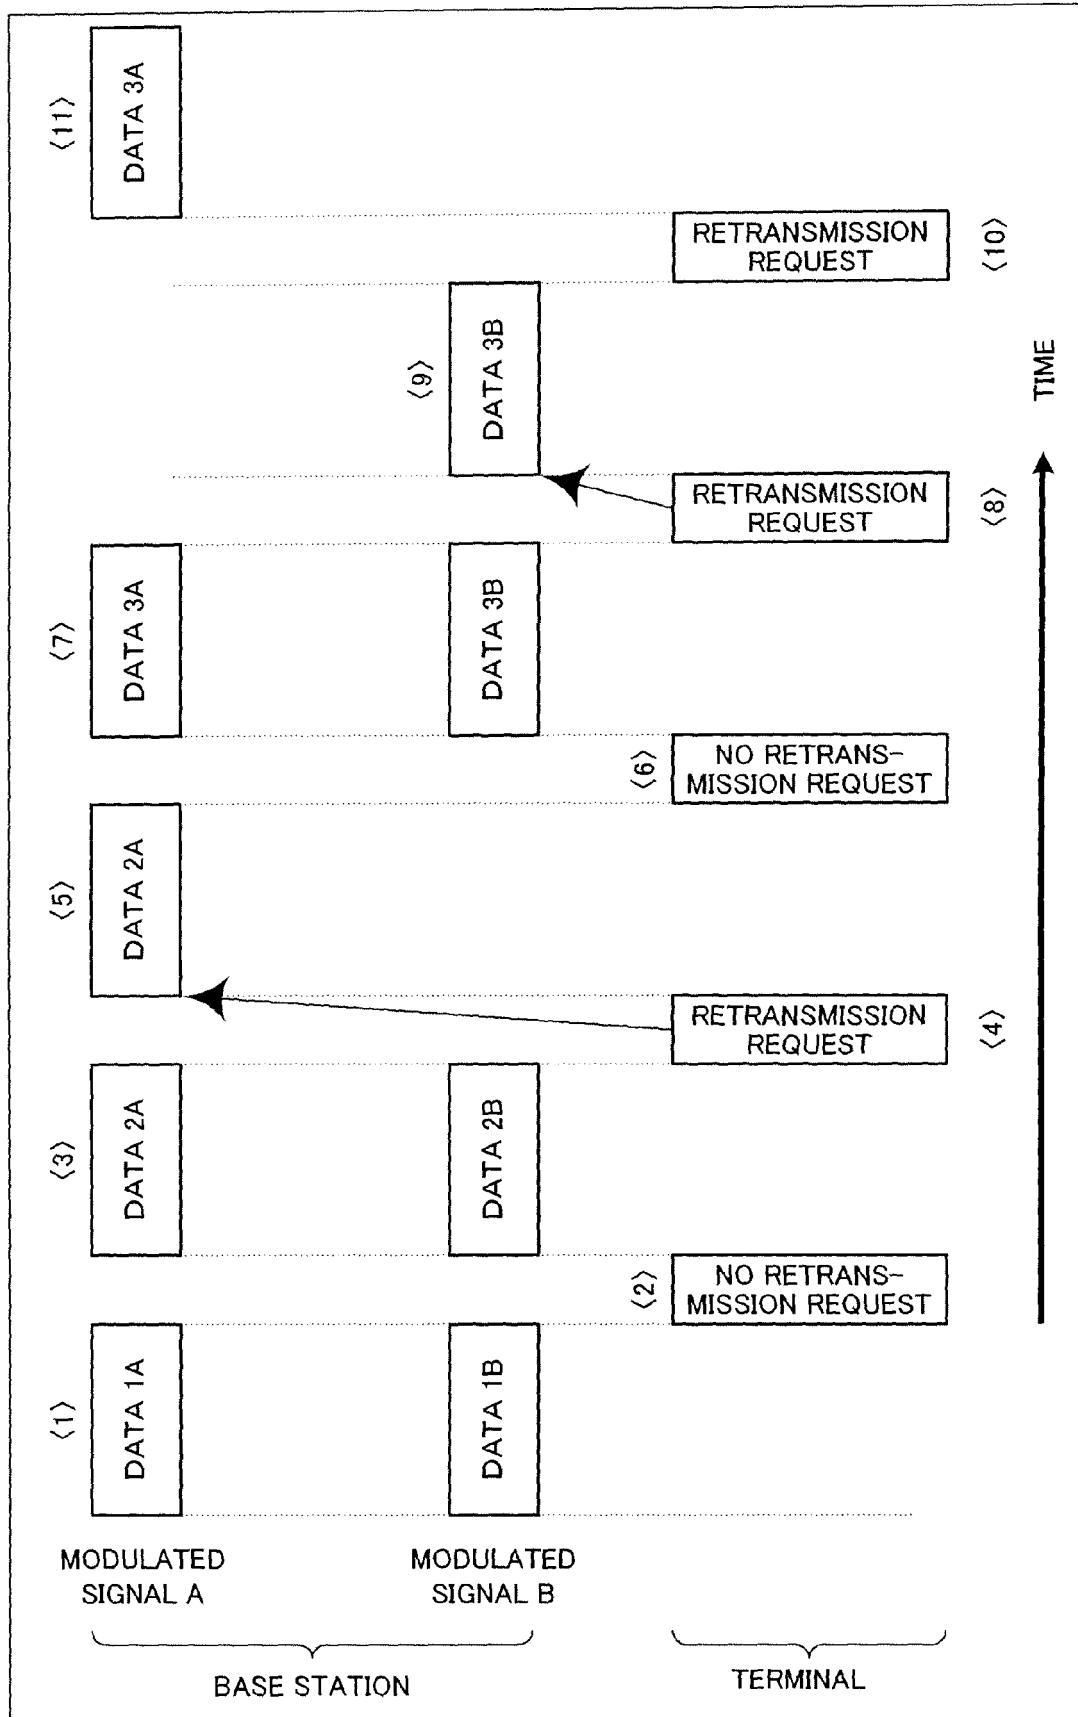 〈11〉
DATA 3A
RETRANSMISSION
REQUEST
〈10〉
〈9〉
DATA 3B
TIME
RETRANSMISSION
REQUEST
〈8〉
〈7〉
DATA 3A
DATA 3B
〈6〉
NO RETRANS-
MISSION REQUEST
〈5〉
DATA 2A
RETRANSMISSION
REQUEST
〈4〉
〈3〉
DATA 2A
DATA 2B
〈2〉
NO RETRANS-
MISSION REQUEST
〈1〉
DATA 1A
DATA 1B
MODULATED
SIGNAL A
MODULATED
SIGNAL B
BASE STATION
TERMINAL